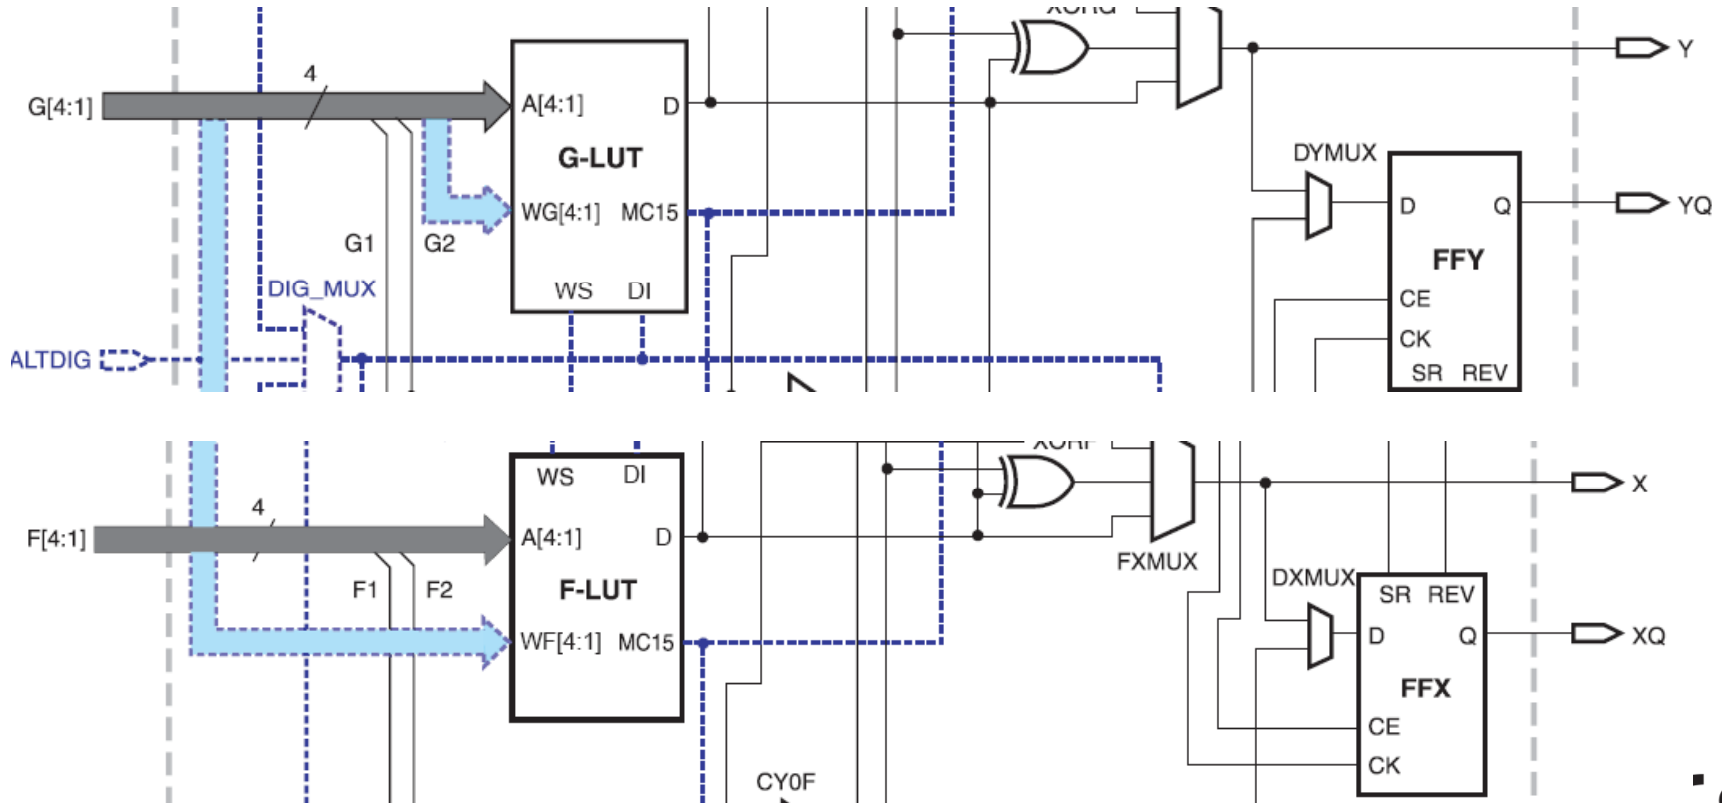 XORG
Y
4
G[4:1]
A[4:1] D
G-LUT
DYMUX
WG[4:1] MC15
D Q
YQ
G1 G2
FFY
DIG_MUX
WS DI
CE
CK
ALTDIG
SR REV
XORF
WS DI
X
4
F[4:1]
A[4:1] D
FXMUX
DXMUX
F1 F2
F-LUT
SR REV
WF[4:1] MC15
D Q
XQ
FFX
CE
CK
CY0F